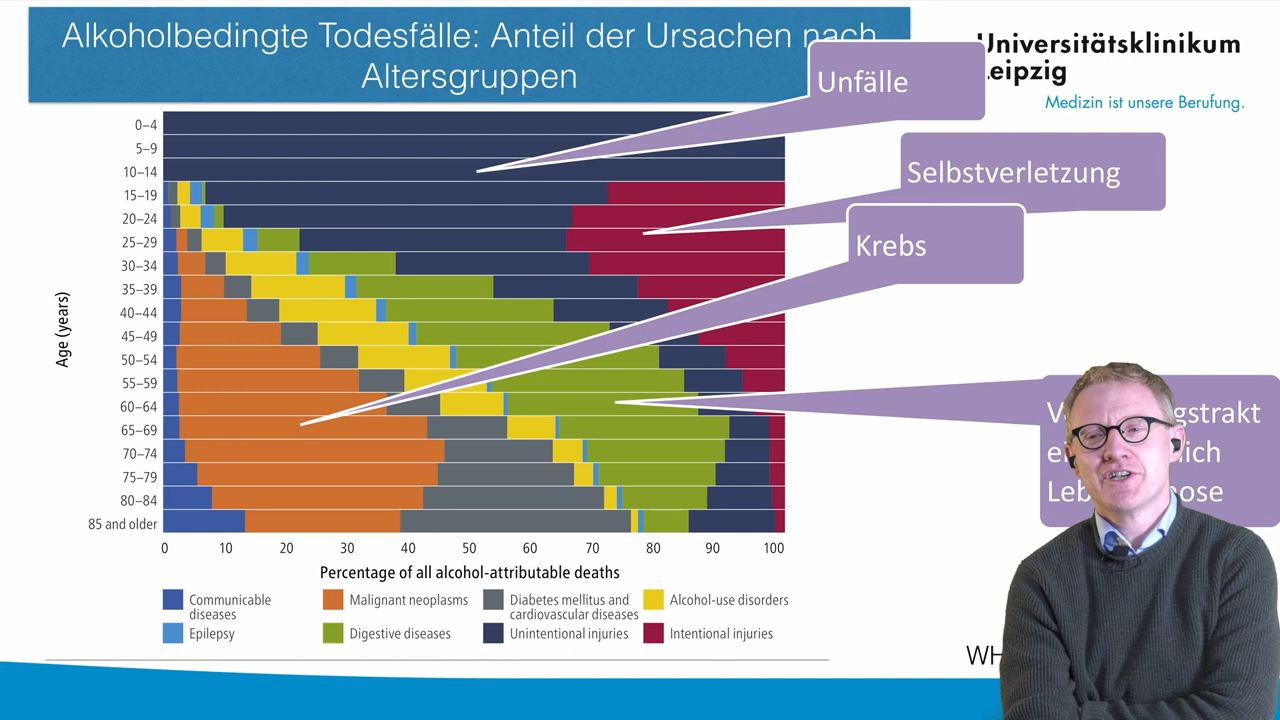 Alkoholbedingte Todesfälle: Anteil der Ursachen nach
Altersgruppen
Universitätsklinikum
Leipzig
Medizin ist unsere Berufung.
Unfälle
Selbstverletzung
Krebs
Age (years)
0–4
5–9
10–14
15–19
20–24
25–29
30–34
35–39
40–44
45–49
50–54
55–59
60–64
65–69
70–74
75–79
80–84
85 and older
0 10 20 30 40 50 60 70 80 90 100
Percentage of all alcohol-attributable deaths
Communicable
diseases
Malignant neoplasms
Diabetes mellitus and
cardiovascular diseases
Alcohol-use disorders
Epilepsy
Digestive diseases
Unintentional injuries
Intentional injuries